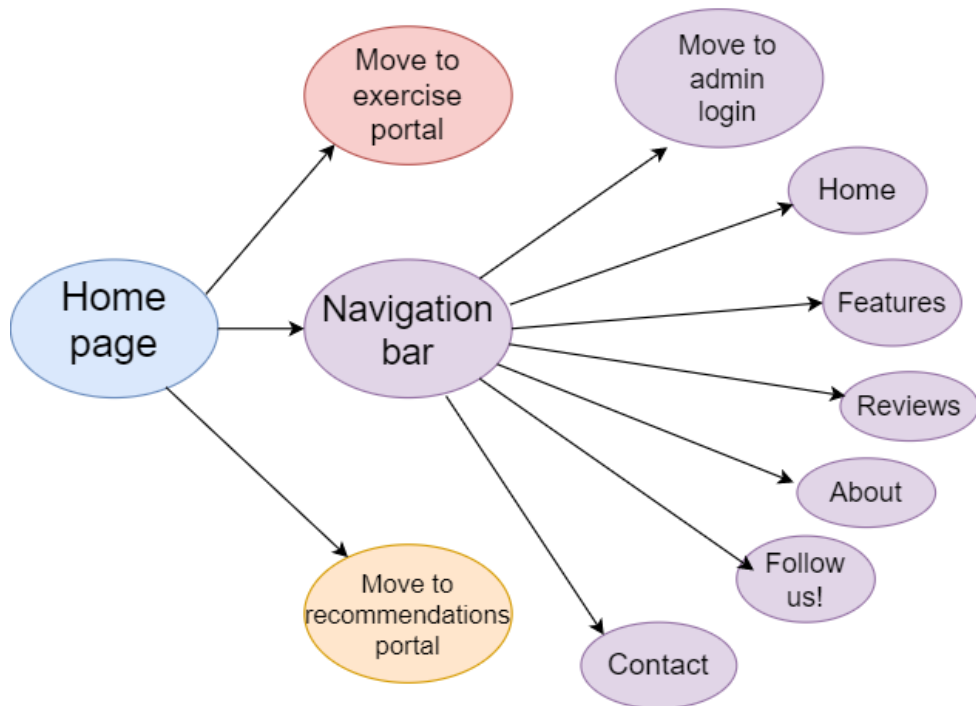 Move to
exercise
portal
Move to
admin
login
Home
Home
page
Navigation
bar
Features
Reviews
About
Follow
us!
Move to
recommendations
portal
Contact